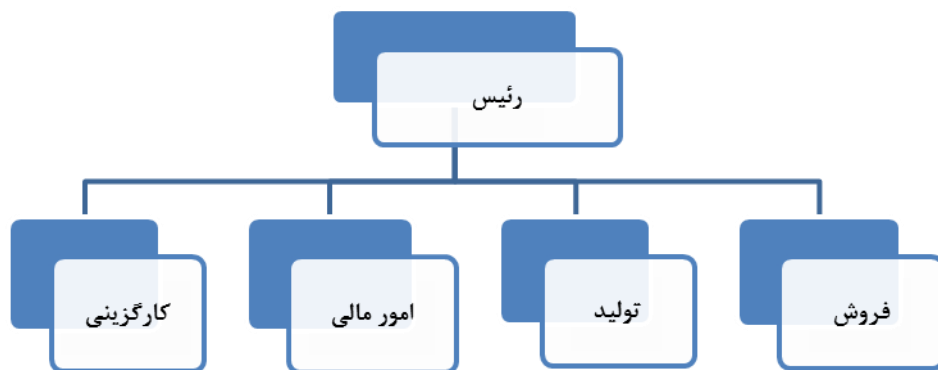 رئیس
فروش
تولید
امور مالی
کارگزینی